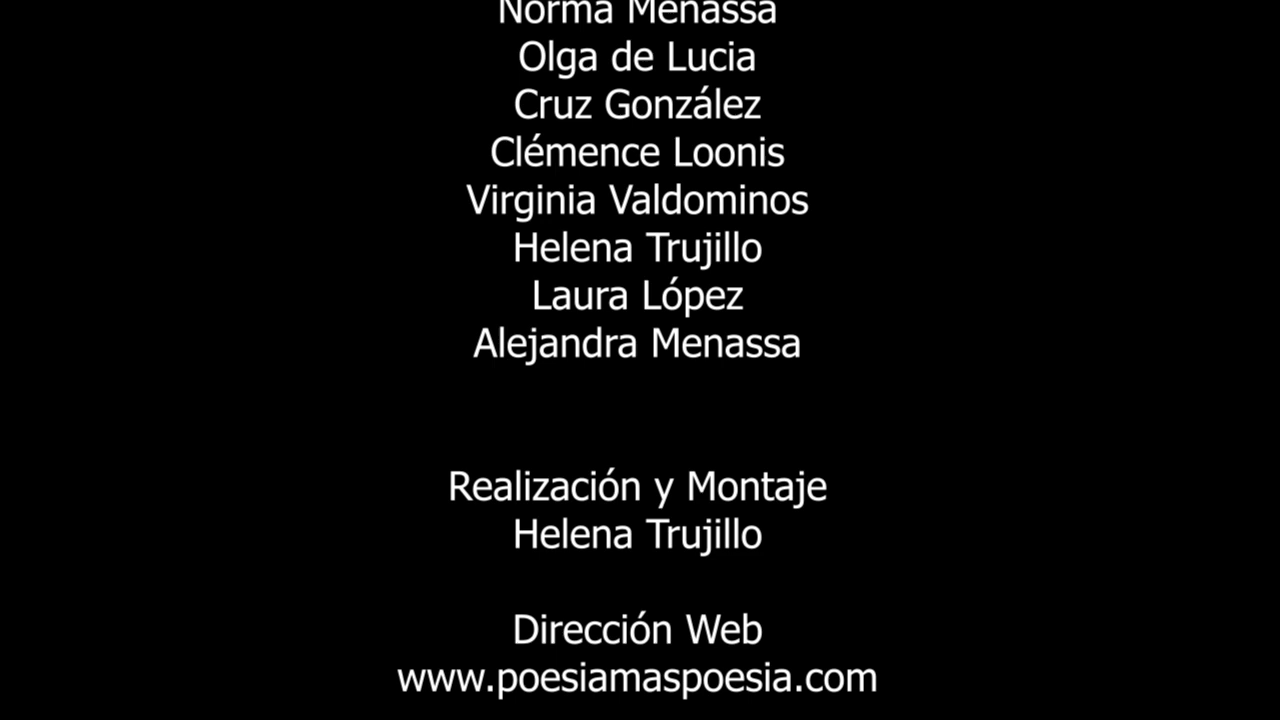 Norma Menassa
Olga de Lucia
Cruz González
Clémence Loonis
Virginia Valdominos
Helena Trujillo
Laura López
Alejandra Menassa
Realización y Montaje
Helena Trujillo
Dirección Web
www.poesiamaspoesia.com